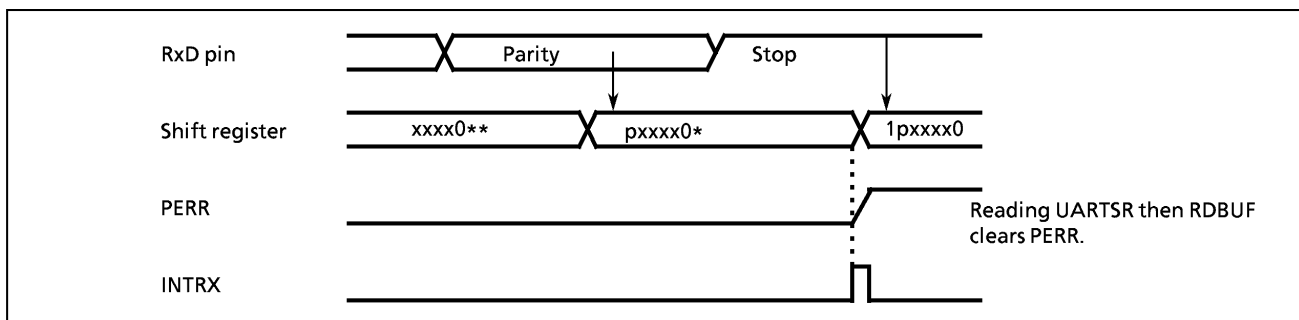 RxD pin
Parity
Stop
Shift register
xxxx0**
pxxxx0*
1pxxxx0
PERR
Reading UARTSR then RDBUF
clears PERR.
INTRX